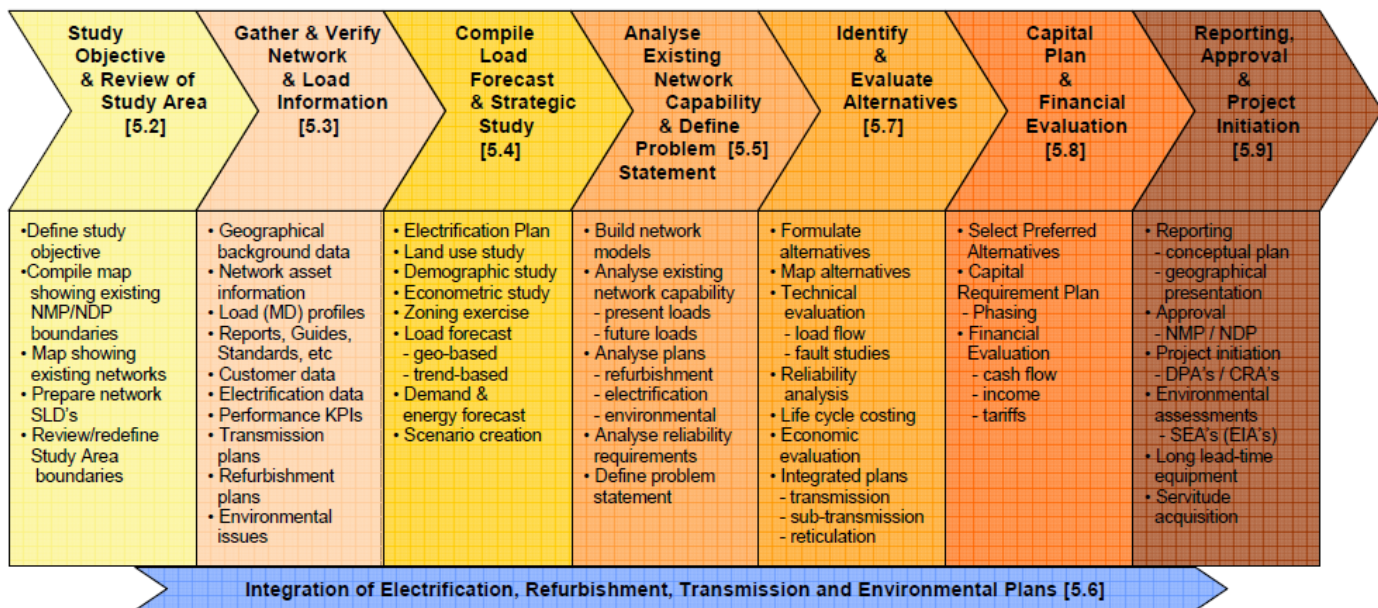 Study
Objective
& Review of
Study Area
[5.2]
Gather & Verify
Network
& Load
Information
[5.3]
Compile
Load
Forecast
& Strategic
Study
[5.4]
Analyse
Existing
Network
Capability
& Define
Problem [5.5]
Statement
Identify
&
Evaluate
Alternatives
[5.7]
Capital
Plan
&
Financial
Evaluation
[5.8]
Reporting,
Approval
&
Project
Initiation
[5.9]
•Define study
objective
•Compile map
showing existing
NMP/NDP
boundaries
• Map showing
existing networks
• Prepare network
SLD's
• Review/redefine
Study Area
boundaries
• Geographical
background data
• Network asset
information
• Load (MD) profiles
• Reports, Guides,
Standards, etc
• Customer data
• Electrification data
• Performance KPIs
• Transmission
plans
• Refurbishment
plans
• Environmental
issues
• Electrification Plan
• Land use study
• Demographic study
• Econometric study
• Zoning exercise
• Load forecast
- geo-based
- trend-based
• Demand &
energy forecast
• Scenario creation
• Build network
models
• Analyse existing
network capability
- present loads
- future loads
• Analyse plans
- refurbishment
- electrification
- environmental
• Analyse reliability
requirements
• Define problem
statement
• Formulate
alternatives
• Map alternatives
• Technical
evaluation
- load flow
- fault studies
• Reliability
analysis
• Life cycle costing
• Economic
evaluation
• Integrated plans
- transmission
- sub-transmission
- reticulation
• Select Preferred
Alternatives
• Capital
Requirement Plan
- Phasing
• Financial
Evaluation
- cash flow
- income
- tariffs
• Reporting
- conceptual plan
- geographical
presentation
• Approval
- NMP / NDP
• Project initiation
- DPA's / CRA's
• Environmental
assessments
- SEA's (EIA's)
• Long lead-time
equipment
• Servitude
acquisition
Integration of Electrification, Refurbishment, Transmission and Environmental Plans [5.6]